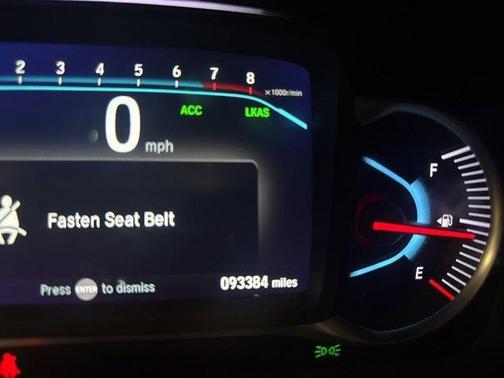 2 3 4 5 6 7 8
×1000r/min
ACC
LKAS
0 mph
F
Fasten Seat Belt
E
Press ENTER to dismiss
093384 miles